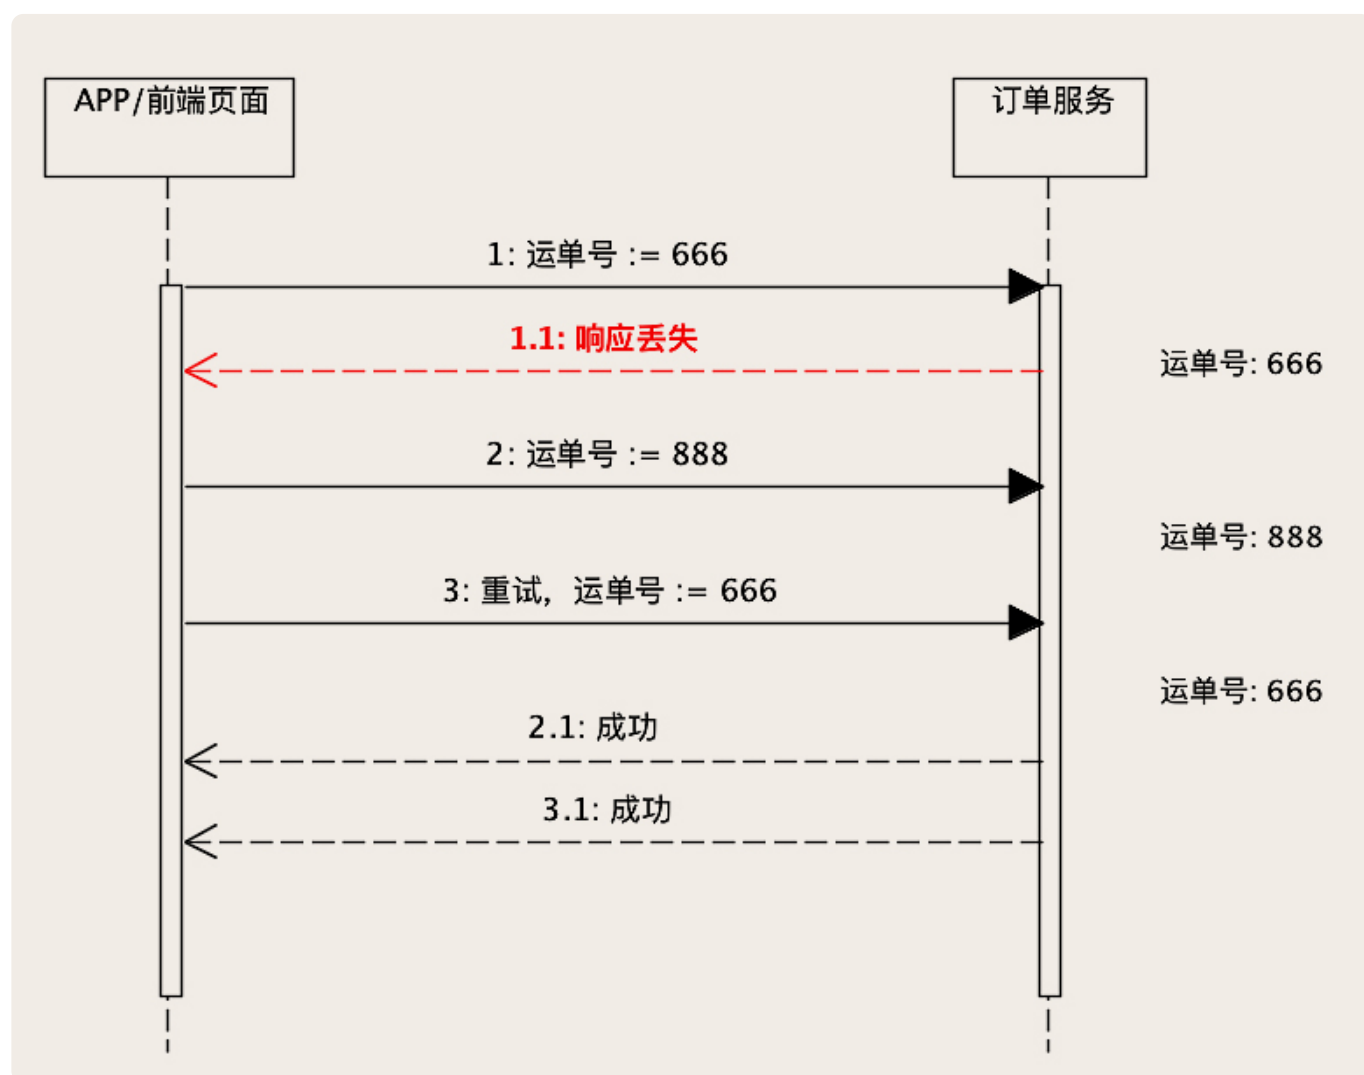 APP/前端页面
订单服务
1: 运单号 := 666
1.1: 响应丢失
运单号: 666
2: 运单号 := 888
运单号: 888
3: 重试，运单号 := 666
运单号: 666
2.1: 成功
3.1: 成功